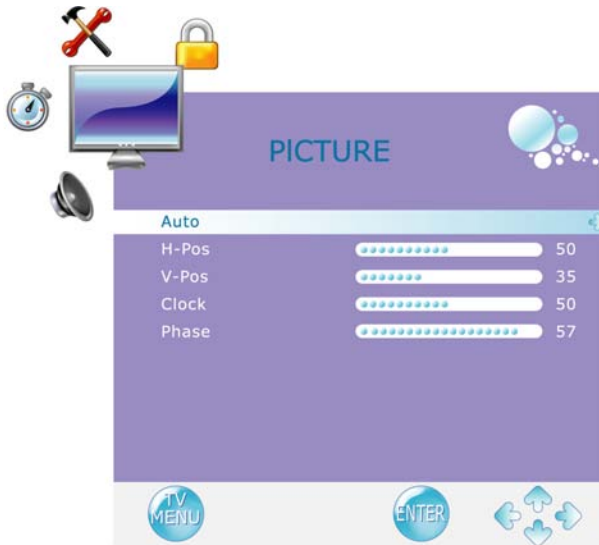 PICTURE
Auto
H-Pos 50
V-Pos 35
Clock 50
Phase 57
TV
MENU
ENTER